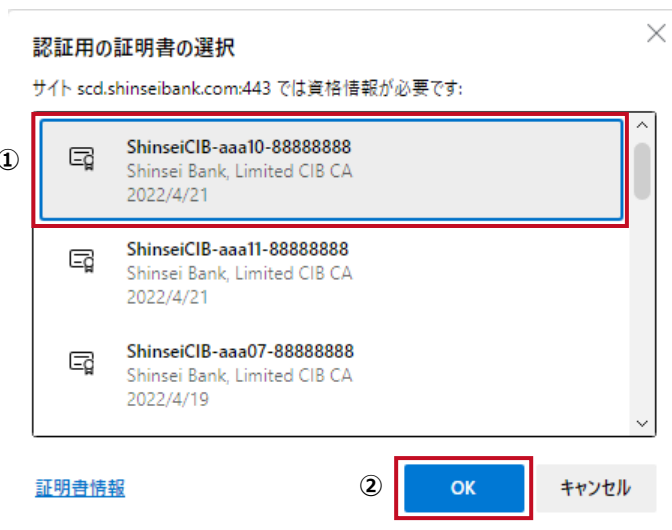 認証用の証明書の選択
サイト scd.shinseibank.com:443 では資格情報が必要です:
①
ShinseiCIB-aaa10-88888888
Shinsei Bank, Limited CIB CA
2022/4/21
ShinseiCIB-aaa11-88888888
Shinsei Bank, Limited CIB CA
2022/4/21
ShinseiCIB-aaa07-88888888
Shinsei Bank, Limited CIB CA
2022/4/19
証明書情報
②
OK
キャンセル